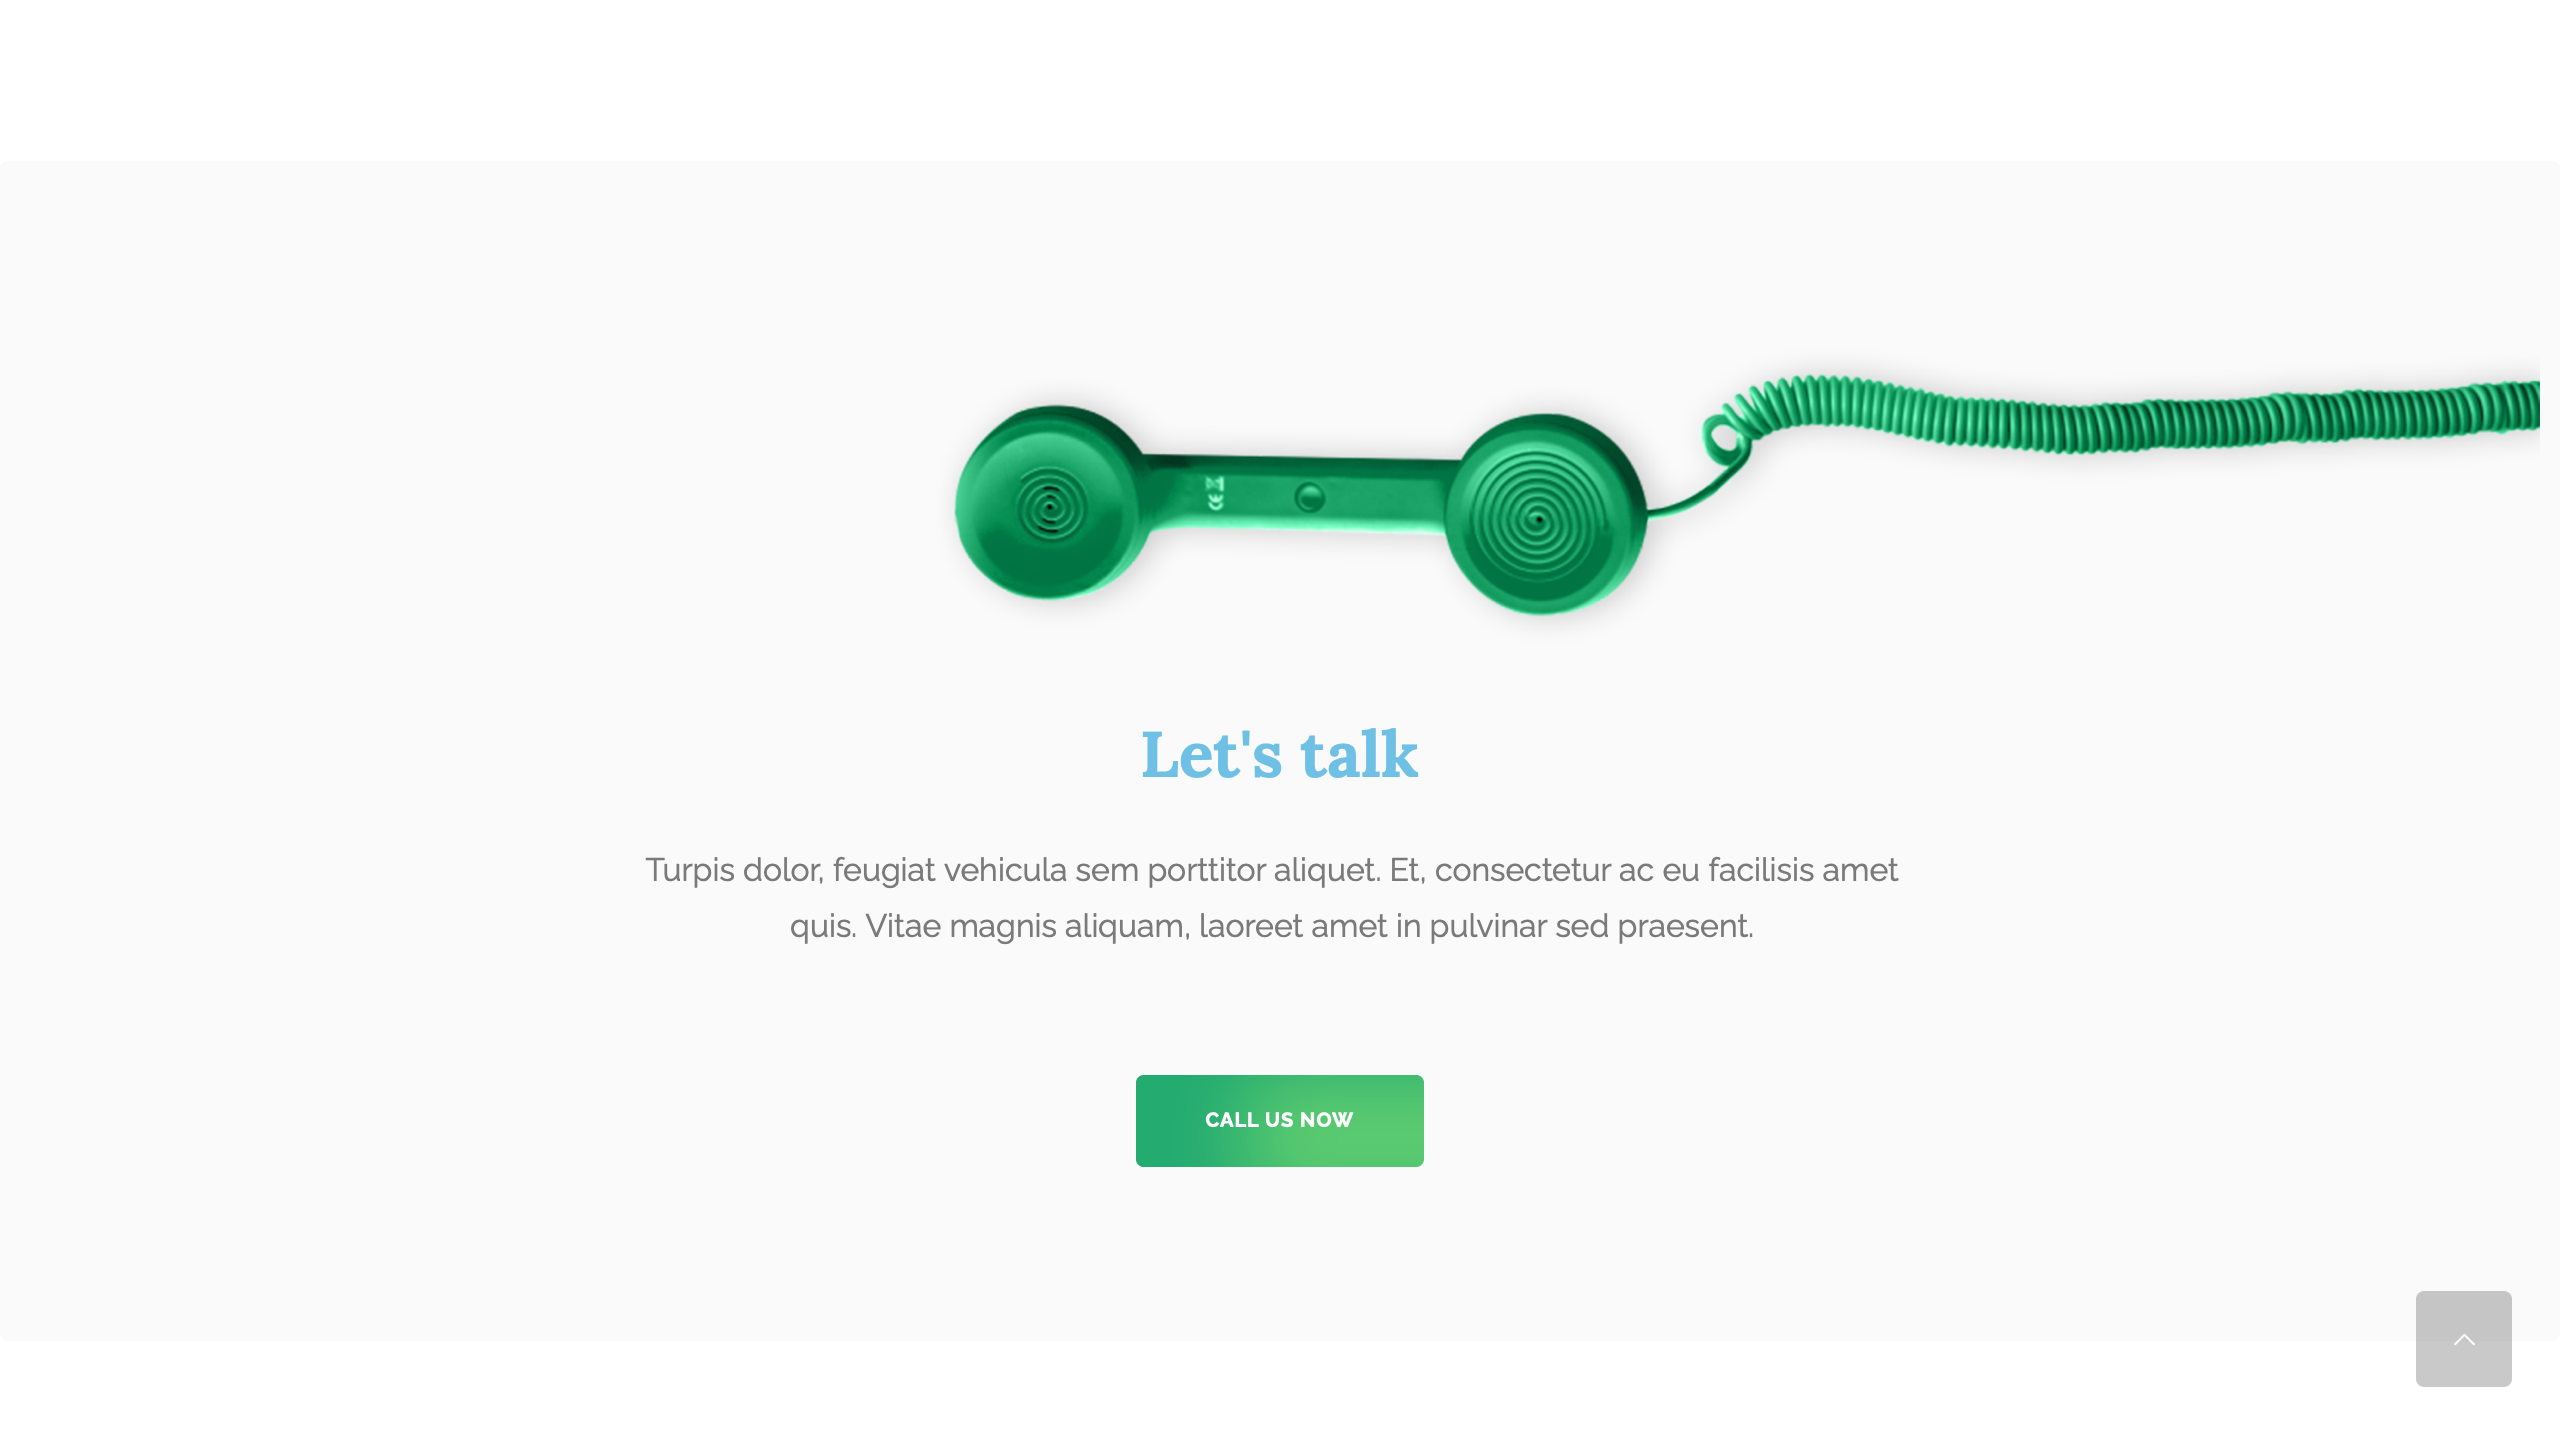 CE
Let's talk
Turpis dolor, feugiat vehicula sem porttitor aliquet. Et, consectetur ac eu facilisis amet
quis. Vitae magnis aliquam, laoreet amet in pulvinar sed praesent.
CALL US NOW